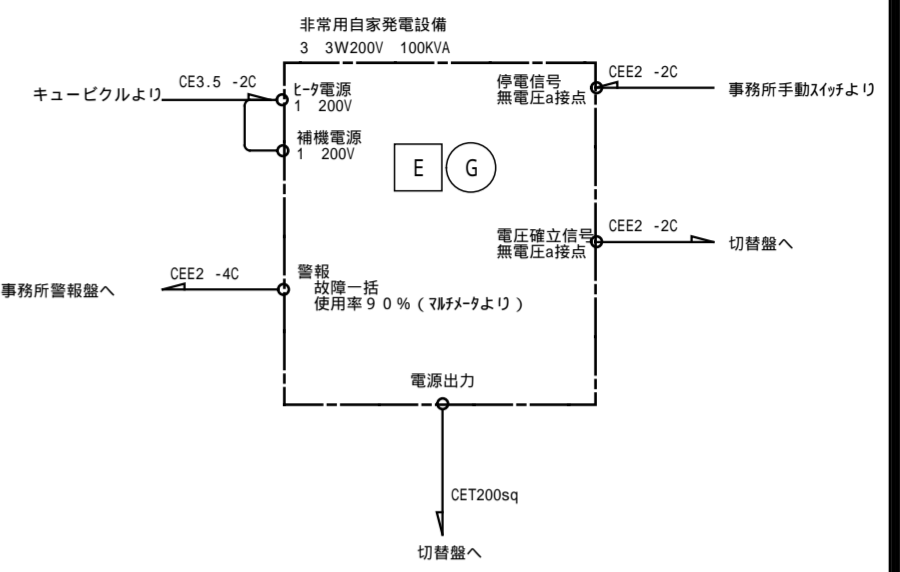 非常用自家発電設備
3 3W200V 100KVA
CE3.5 -2C
キュービクルより
ﾋｰﾀ電源
1 200V
停電信号
無電圧a接点
CEE2 -2C
事務所手動ｽｲｯﾁより
補機電源
1 200V
E G
電圧確立信号
無電圧a接点
CEE2 -2C
切替盤へ
CEE2 -4C
事務所警報盤へ
警報
故障一括
使用率９０％（ﾏﾙﾁﾒｰﾀより）
電源出力
CET200sq
切替盤へ